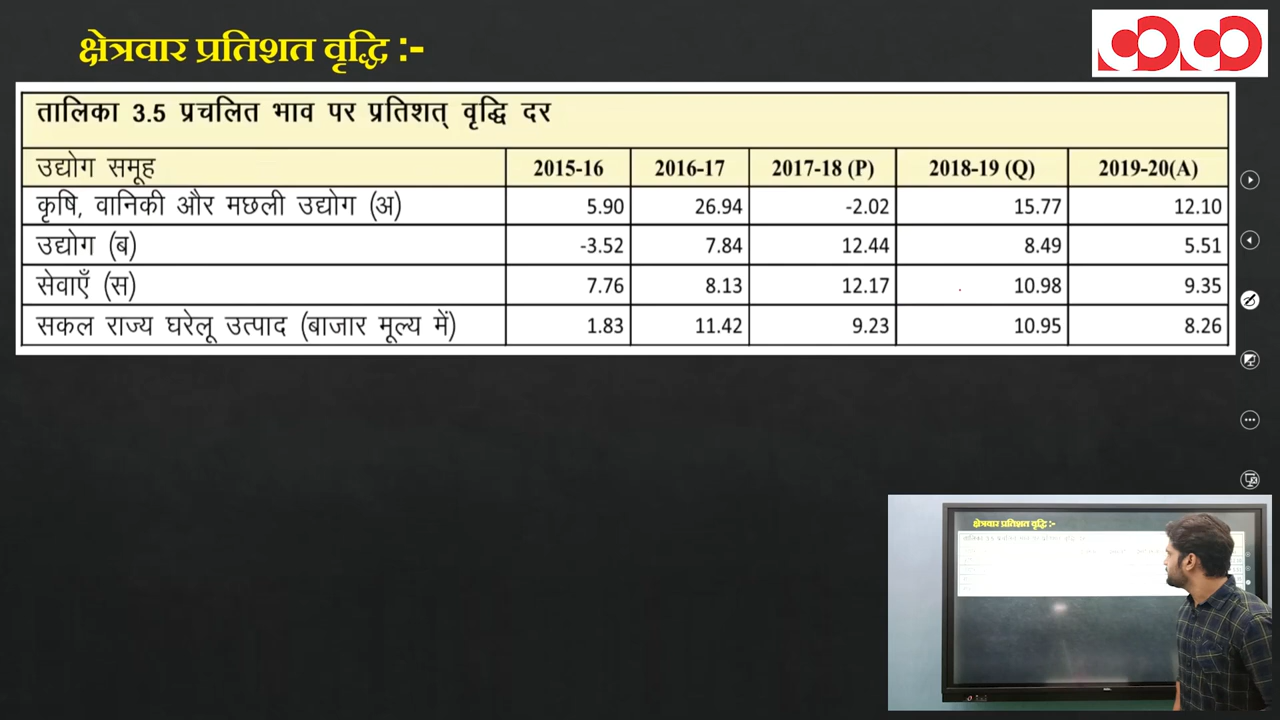 क्षेत्रवार प्रतिशत वृद्धि :-
तालिका 3.5 प्रचलित भाव पर प्रतिशत् वृद्धि दर
उद्योग समूह 2015-16 2016-17 2017-18 (P) 2018-19 (Q) 2019-20(A)
कृषि, वानिकी और मछली उद्योग (अ) 5.90 26.94 -2.02 15.77 12.10
उद्योग (ब) -3.52 7.84 12.44 8.49 5.51
सेवाएँ (स) 7.76 8.13 12.17 10.98 9.35
सकल राज्य घरेलू उत्पाद (बाजार मूल्य में) 1.83 11.42 9.23 10.95 8.26
क्षेत्रवार प्रतिशत वृद्धि :-